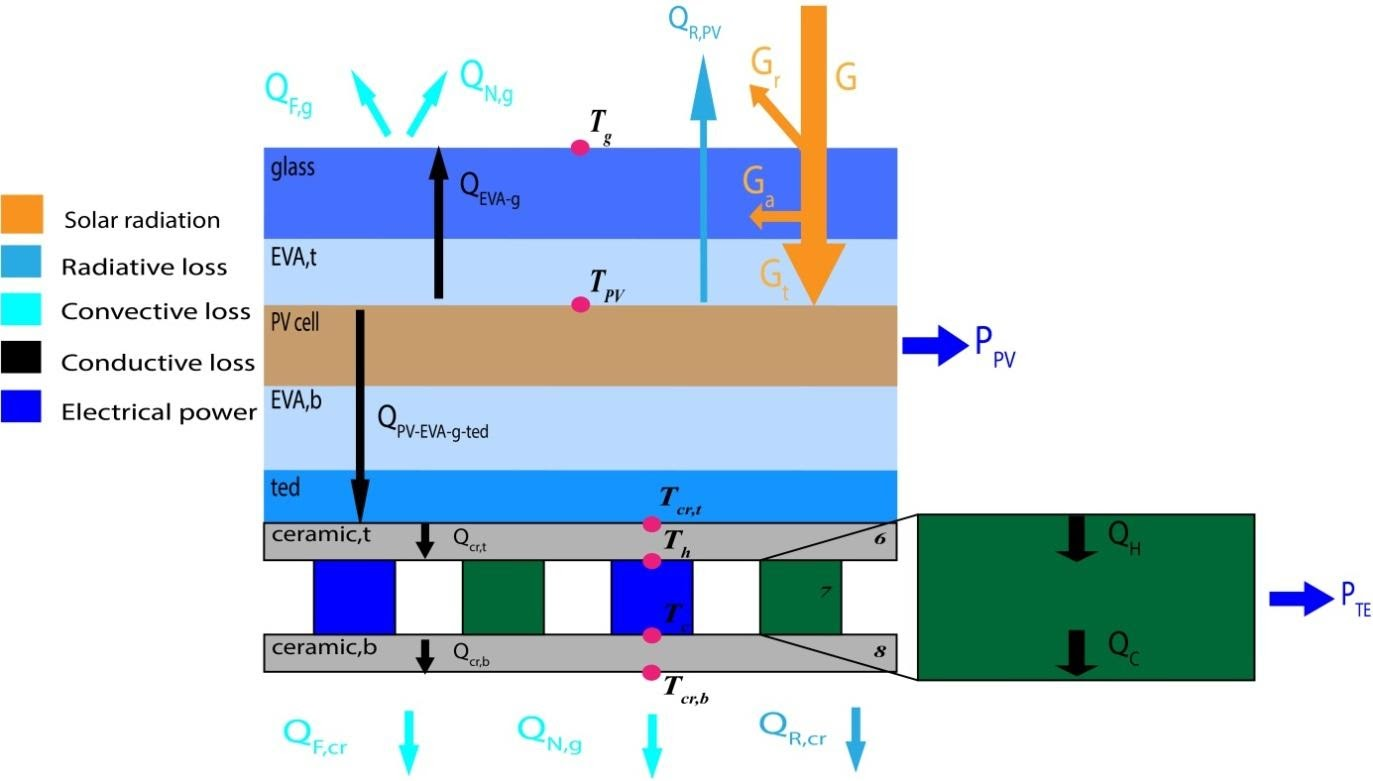 Q_R,PV
G_r
G
Q_F,g
Q_N,g
T_g
glass
Q_EVA-g
G_a
Solar radiation
EVA,t
Radiative loss
T_PV
G_t
Convective loss
PV cell
P_PV
Conductive loss
EVA,b
Electrical power
Q_PV-EVA-g-ted
ted
T_cr,t
ceramic,t
Q_cr,t
T_h
6
Q_H
7
P_TE
ceramic,b
Q_cr,b
8
Q_C
T_cr,b
Q_F,cr
Q_N,g
Q_R,cr